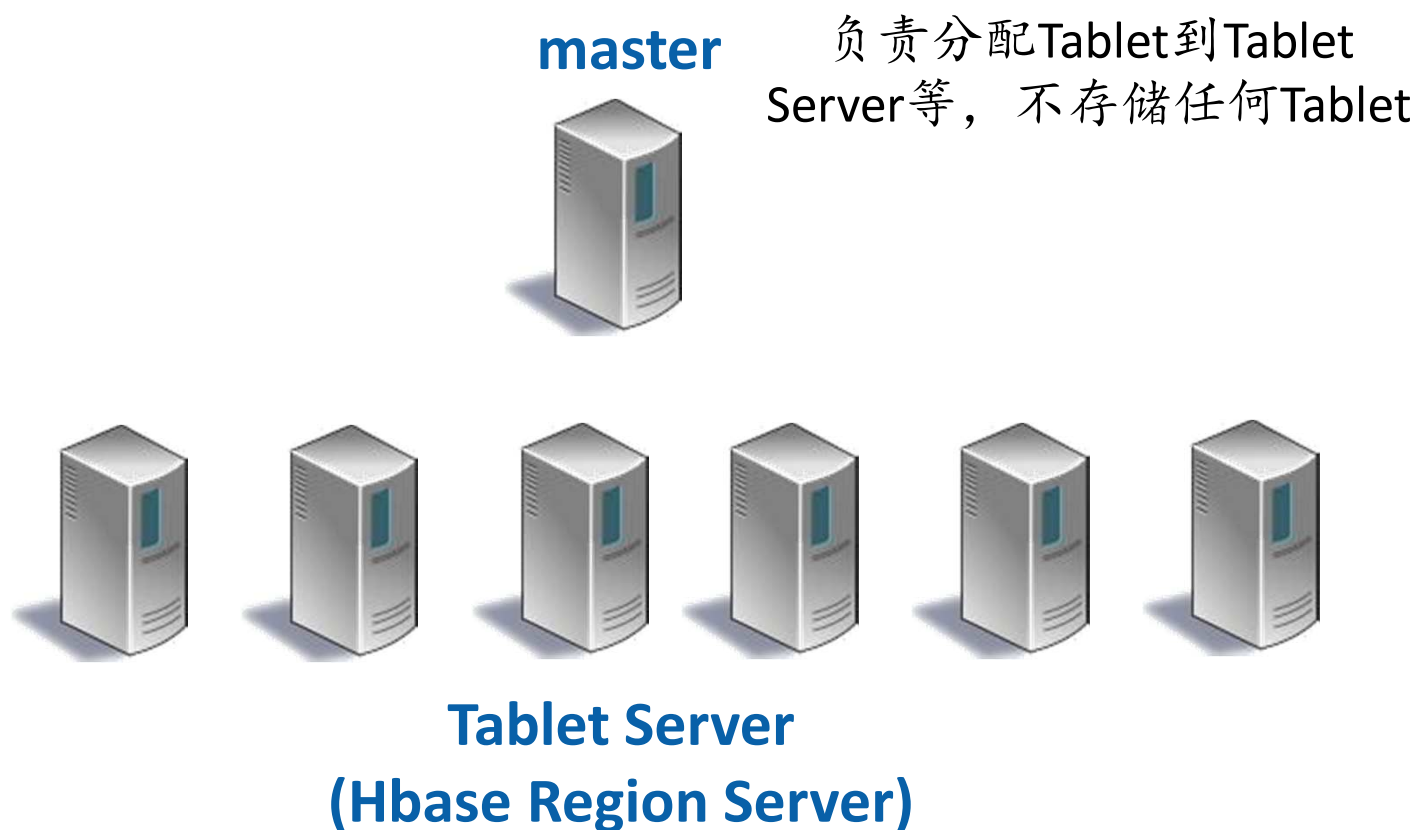 master
负责分配Tablet到Tablet
Server等，不存储任何Tablet
Tablet Server
(Hbase Region Server)